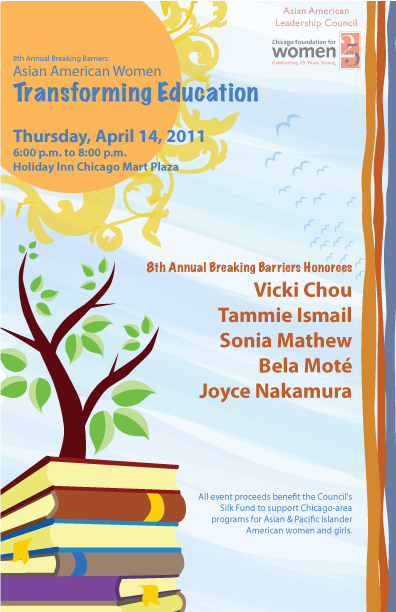 Asian American
Leadership Council
Chicago Foundation for
women
25
Celebrating 25 Years Strong
8th Annual Breaking Barriers:
Asian American Women
Transforming Education
Thursday, April 14, 2011
6:00 p.m. to 8:00 p.m.
Holiday Inn Chicago Mart Plaza
8th Annual Breaking Barriers Honorees
Vicki Chou
Tammie Ismail
Sonia Mathew
Bela Moté
Joyce Nakamura
All event proceeds benefit the Council's
Silk Fund to support Chicago-area
programs for Asian & Pacific Islander
American women and girls.